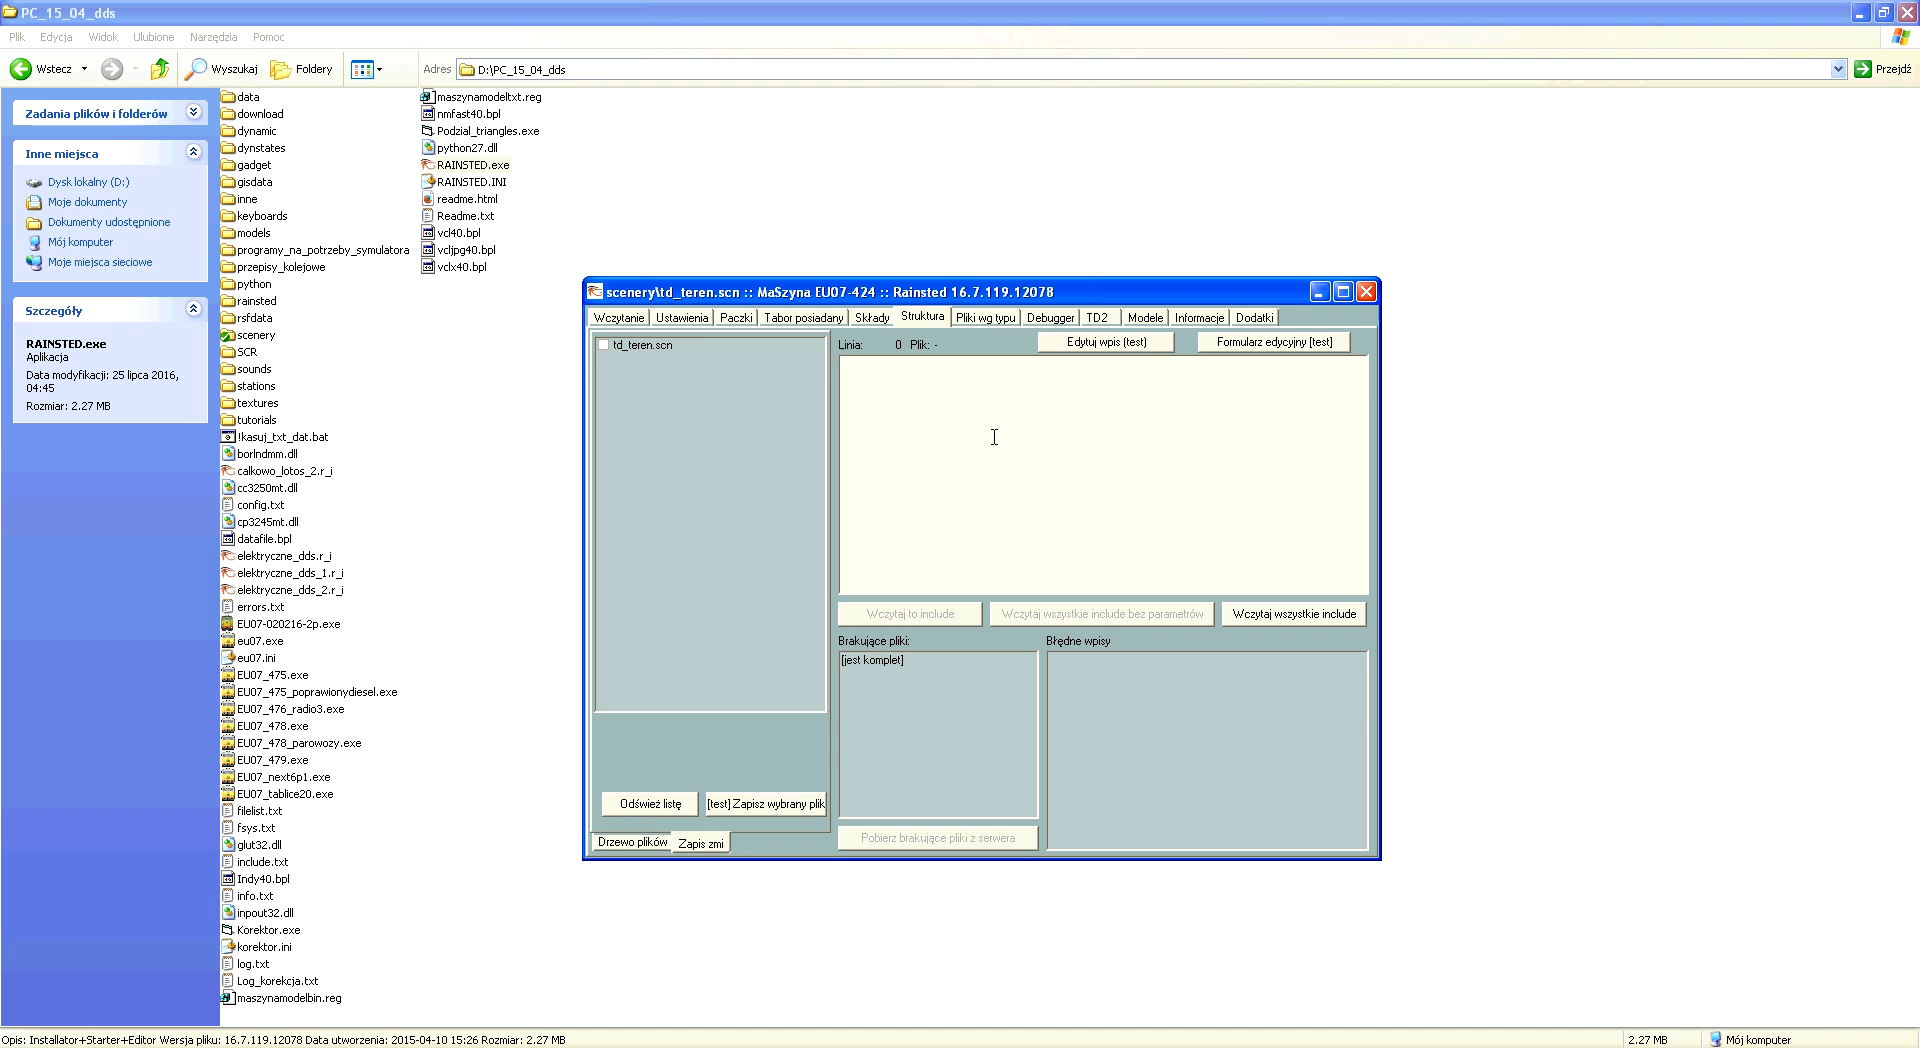 PC_15_04_dds
Plik Edycja Widok Ulubione Narzędzia Pomoc
Wstecz Wyszukaj Foldery Adres D:\PC_15_04_dds Przejdź
Zadania plików i folderów
Inne miejsca
Dysk lokalny (D:)
Moje dokumenty
Dokumenty udostępnione
Mój komputer
Moje miejsca sieciowe
Szczegóły
RAINSTED.exe
Aplikacja
Data modyfikacji: 25 lipca 2016,
04:45
Rozmiar: 2.27 MB
data
download
dynamic
dynstates
gadget
gisdata
inne
keyboards
models
programy_na_potrzeby_symulatora
przepisy_kolejowe
python
rainsted
rsfdata
scenery
SCR
sounds
stations
textures
tutorials
!kasuj_txt_dat.bat
borlndmm.dll
calkowo_lotos_2.r_i
cc3250mt.dll
config.txt
cp3245mt.dll
datafile.bpl
elektryczne_dds.r_i
elektryczne_dds_1.r_i
elektryczne_dds_2.r_i
errors.txt
EU07-020216-2p.exe
eu07.exe
eu07.ini
EU07_475.exe
EU07_475_poprawionydiesel.exe
EU07_476_radio3.exe
EU07_478.exe
EU07_478_parowozy.exe
EU07_479.exe
EU07_next6p1.exe
EU07_tablice20.exe
filelist.txt
fsys.txt
glut32.dll
include.txt
Indy40.bpl
info.txt
inpout32.dll
Korektor.exe
korektor.ini
log.txt
Log_korekcja.txt
maszynamodelbin.reg
maszynamodeltxt.reg
nmfast40.bpl
Podzial_triangles.exe
python27.dll
RAINSTED.exe
RAINSTED.INI
readme.html
Readme.txt
vcl40.bpl
vcljpg40.bpl
vclx40.bpl
scenery\td_teren.scn :: MaSzyna EU07-424 :: Rainsted 16.7.119.12078
Wczytanie Ustawienia Paczki Tabor posiadany Składy Struktura Pliki wg typu Debugger TD2 Modele Informacje Dodatki
td_teren.scn
Linia: 0 Plik: -
Edytuj wpis (test)
Formularz edycyjny [test]
Wczytaj to include
Wczytaj wszystkie include bez parametrów
Wczytaj wszystkie include
Brakujące pliki:
Błędne wpisy
[jest komplet]
Odśwież listę
[test] Zapisz wybrany plik
Pobierz brakujące pliki z serwera
Drzewo plików Zapis zmi
Opis: Installator+Starter+Editor Wersja pliku: 16.7.119.12078 Data utworzenia: 2015-04-10 15:26 Rozmiar: 2.27 MB
2.27 MB
Mój komputer